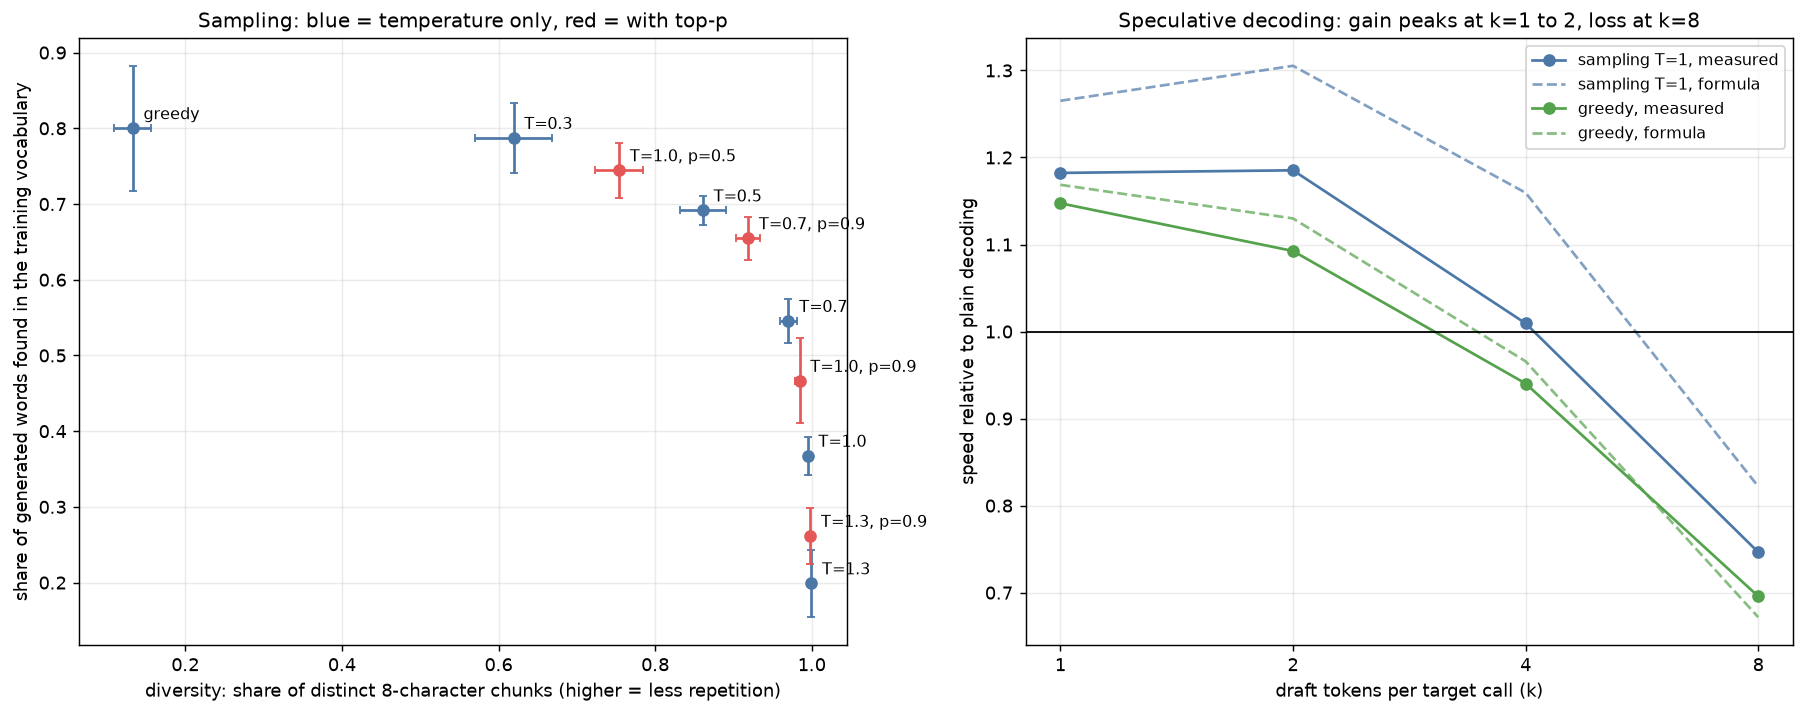 Sampling: blue = temperature only, red = with top-p
share of generated words found in the training vocabulary
0.9
0.8
0.7
0.6
0.5
0.4
0.3
0.2
greedy
T=0.3
T=1.0, p=0.5
T=0.5
T=0.7, p=0.9
T=0.7
T=1.0, p=0.9
T=1.0
T=1.3, p=0.9
T=1.3
0.2 0.4 0.6 0.8 1.0
diversity: share of distinct 8-character chunks (higher = less repetition)
Speculative decoding: gain peaks at k=1 to 2, loss at k=8
speed relative to plain decoding
1.3
1.2
1.1
1.0
0.9
0.8
0.7
sampling T=1, measured
sampling T=1, formula
greedy, measured
greedy, formula
1 2 4 8
draft tokens per target call (k)